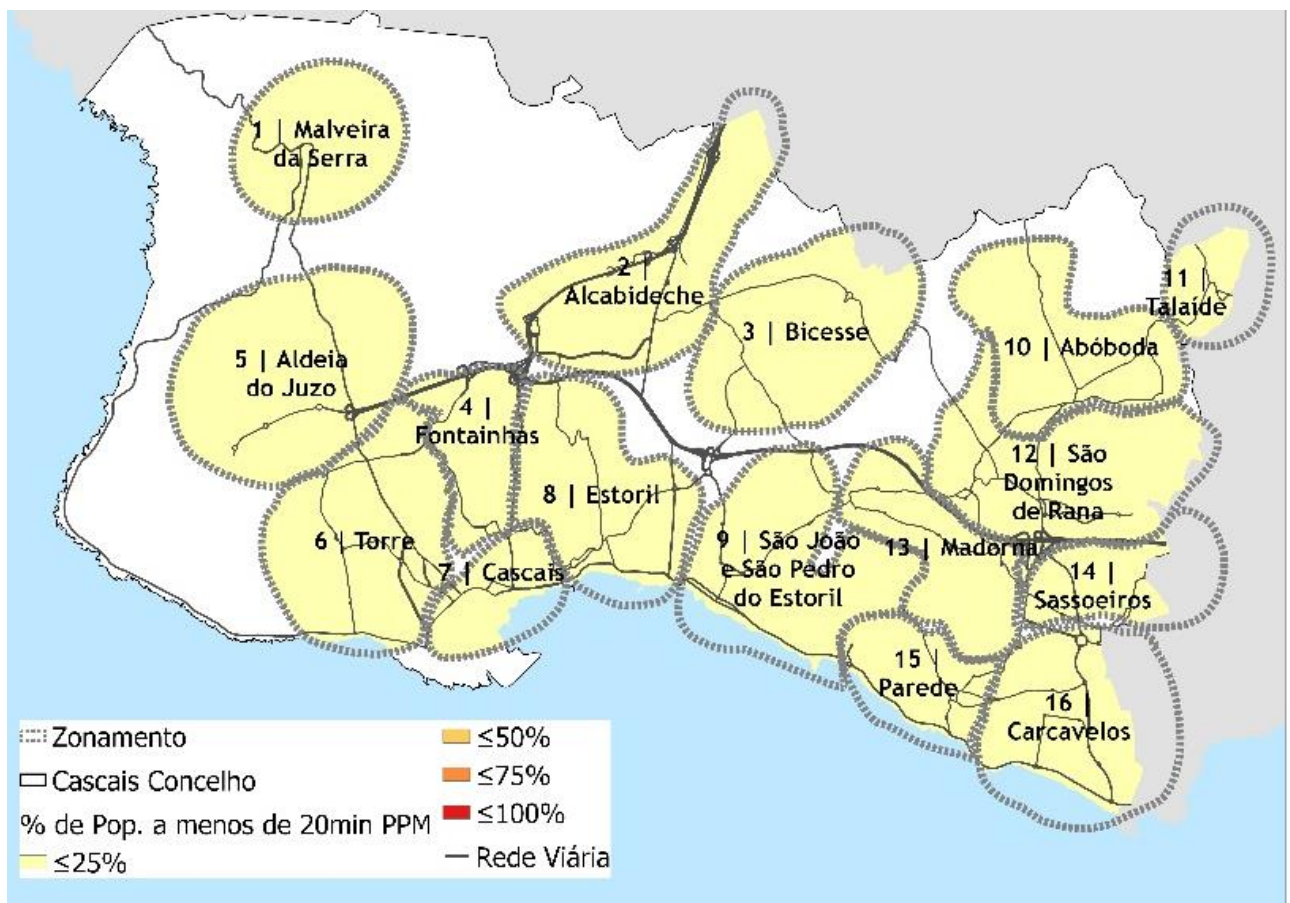 1 | Malveira
da Serra
2 |
Alcabideche
3 | Bicesse
11 |
Talaíde
10 | Abóboda
5 | Aldeia
do Juzo
4 |
Fontainhas
12 | São
Domingos
de Rana
8 | Estoril
6 | Torre
7 | Cascais
9 | São João
e São Pedro
do Estoril
13 | Madorna
14 |
Sassoeiros
15 |
Parede
16 |
Carcavelos
Zonamento
Cascais Concelho
% de Pop. a menos de 20min PPM
≤25%
≤50%
≤75%
≤100%
Rede Viária